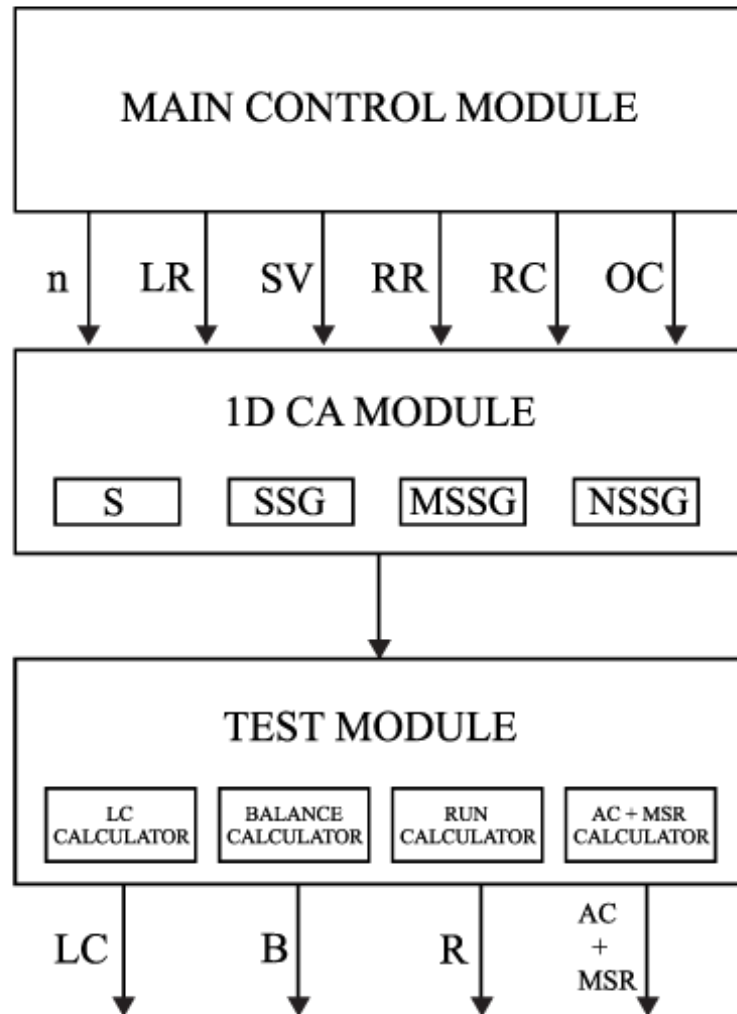 MAIN CONTROL MODULE
n LR SV RR RC OC
1D CA MODULE
S SSG MSSG NSSG
TEST MODULE
LC
CALCULATOR
BALANCE
CALCULATOR
RUN
CALCULATOR
AC + MSR
CALCULATOR
LC B R
AC
+
MSR